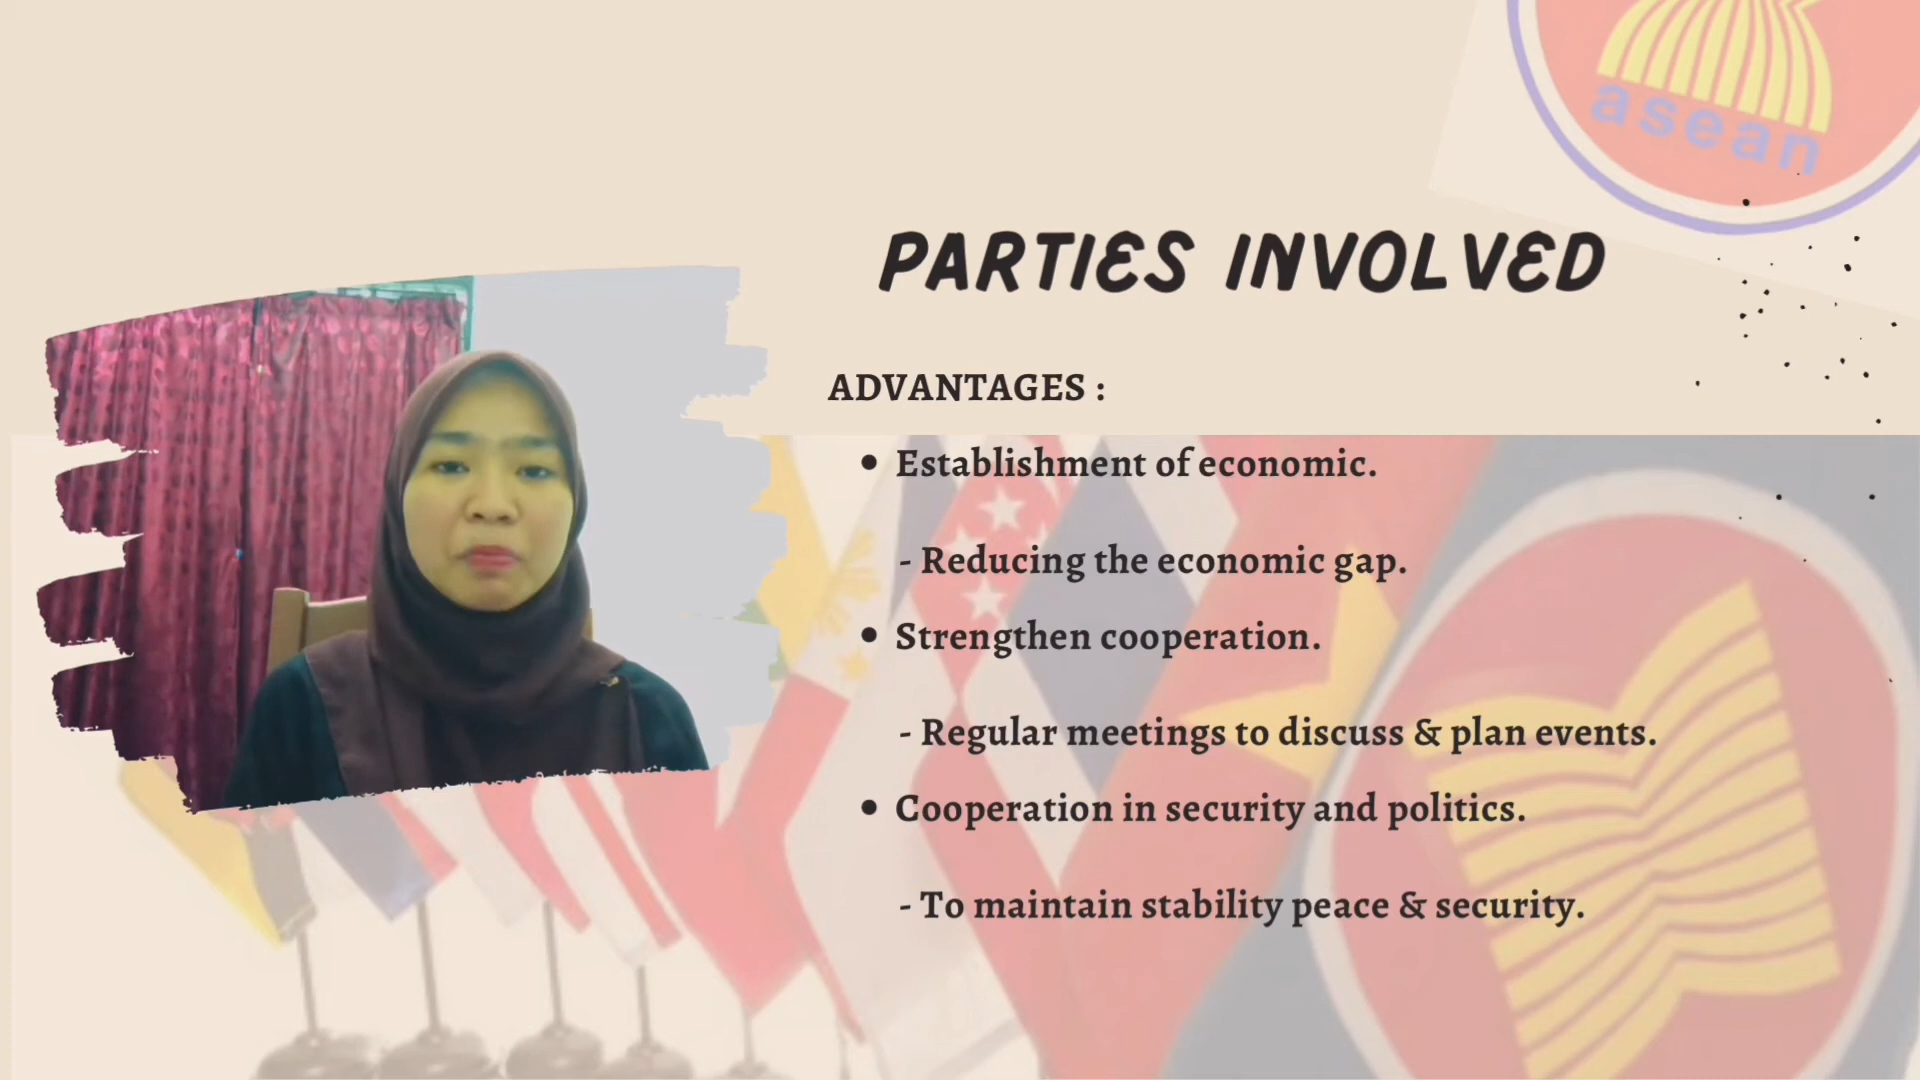 asean
PARTIES INVOLVED
ADVANTAGES :
• Establishment of economic.
- Reducing the economic gap.
• Strengthen cooperation.
- Regular meetings to discuss & plan events.
• Cooperation in security and politics.
- To maintain stability peace & security.